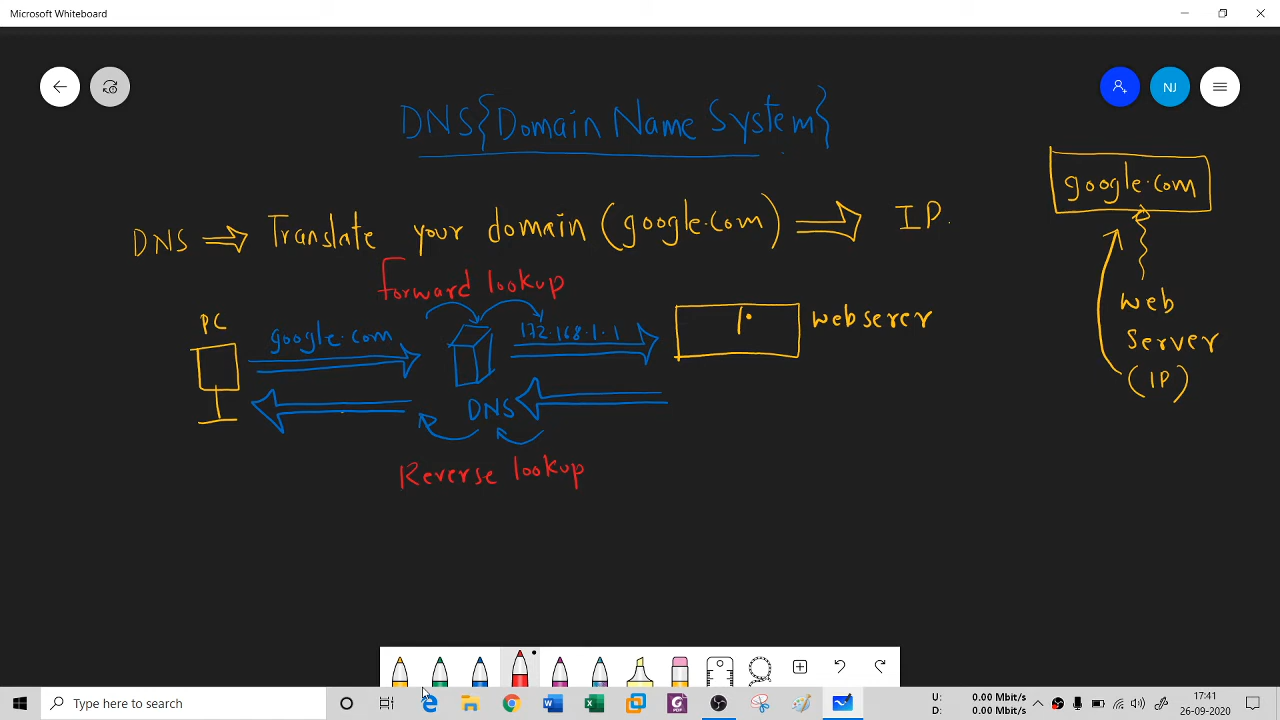 Microsoft Whiteboard
NJ
DNS{Domain Name System}
google.com
DNS ⇒ Translate your domain (google.com) ⇒ IP.
forward lookup
PC
google.com
172.168.1.1
webserer
web
Server
(IP)
DNS
Reverse lookup
Type here to search
U: 0.00 Mbit/s
D: 0.00 Mbit/s
17:41
26-09-2020